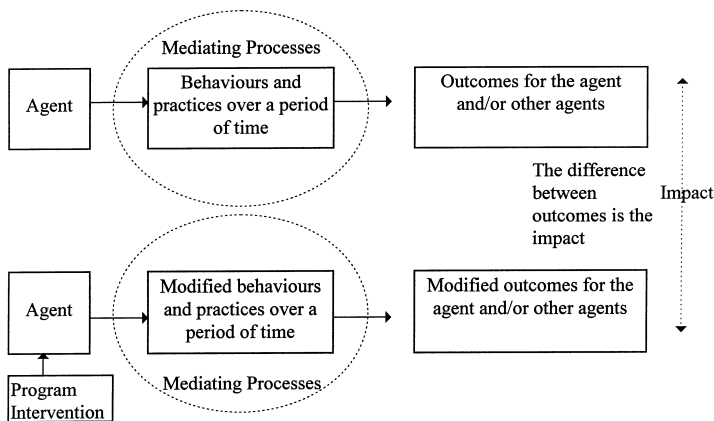 Mediating Processes
Agent
Behaviours and
practices over a period
of time
Outcomes for the agent
and/or other agents
The difference
between
outcomes is the
impact
Impact
Agent
Modified behaviours
and practices over a
period of time
Modified outcomes for the
agent and/or other agents
Mediating Processes
Program
Intervention